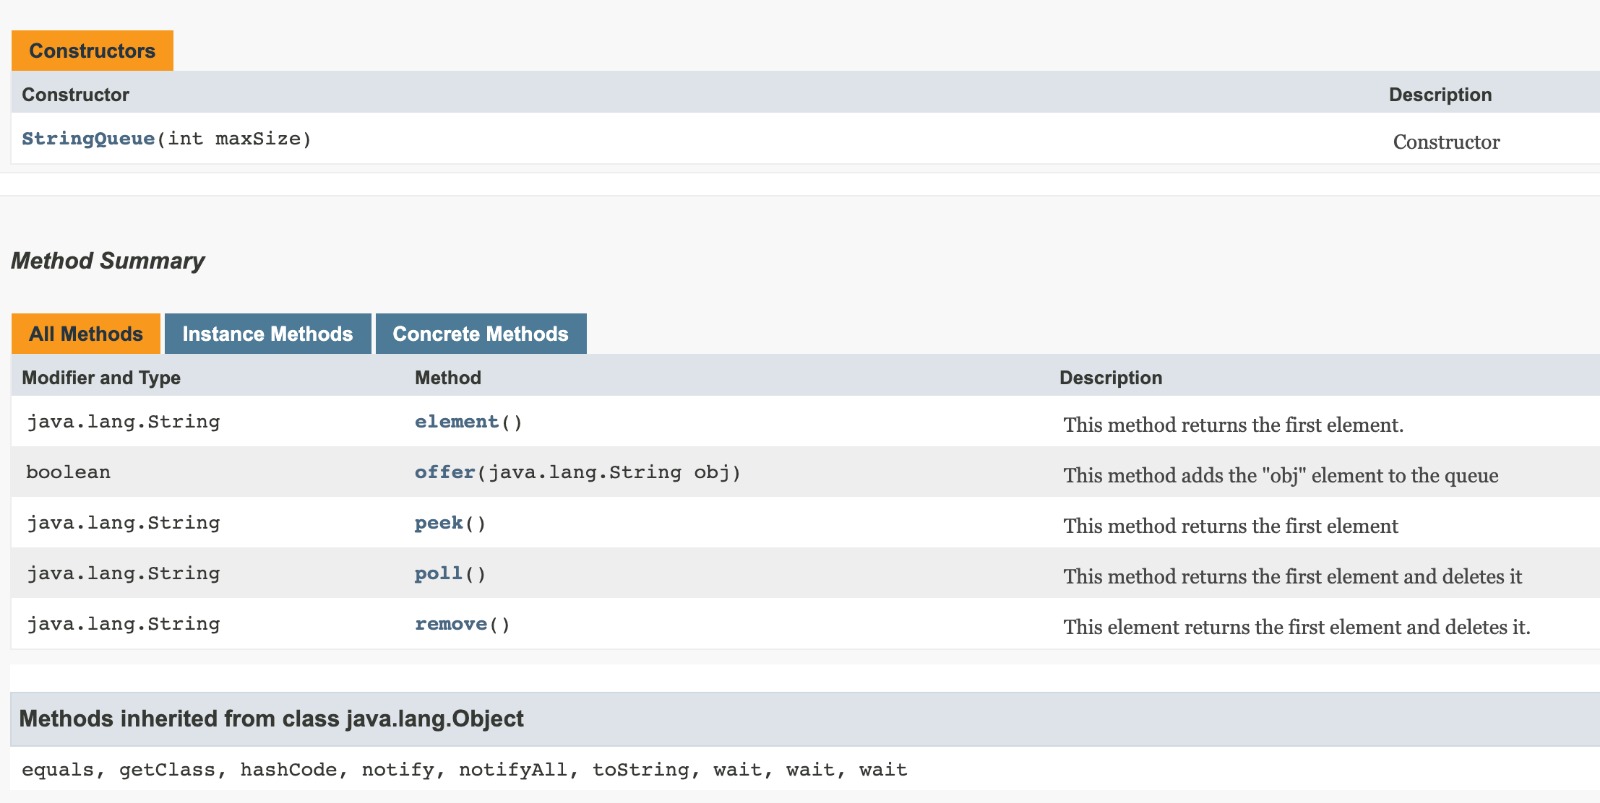 Constructors
Constructor Description
StringQueue(int maxSize) Constructor
Method Summary
All Methods Instance Methods Concrete Methods
Modifier and Type Method Description
java.lang.String element() This method returns the first element.
boolean offer(java.lang.String obj) This method adds the "obj" element to the queue
java.lang.String peek() This method returns the first element
java.lang.String poll() This method returns the first element and deletes it
java.lang.String remove() This element returns the first element and deletes it.
Methods inherited from class java.lang.Object
equals, getClass, hashCode, notify, notifyAll, toString, wait, wait, wait